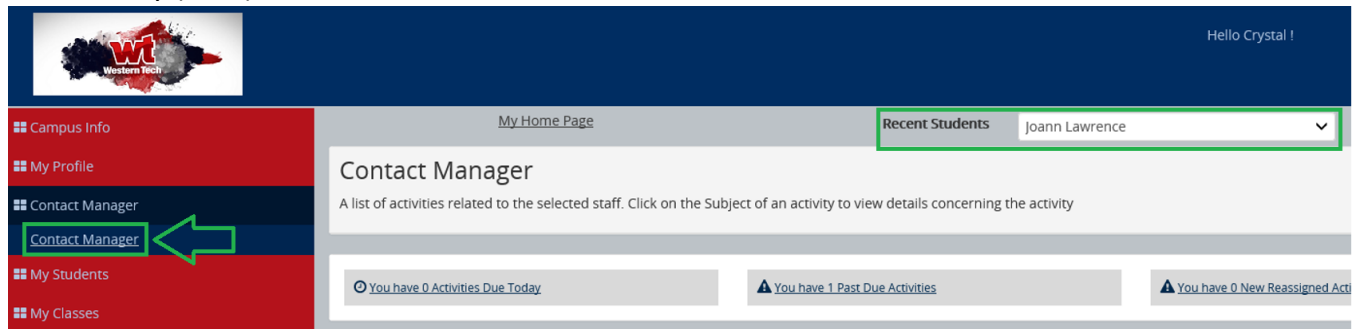 wt
Western Tech
Hello Crystal !
Campus Info
My Home Page
Recent Students
Joann Lawrence
My Profile
Contact Manager
A list of activities related to the selected staff. Click on the Subject of an activity to view details concerning the activity
Contact Manager
Contact Manager
My Students
You have 0 Activities Due Today
You have 1 Past Due Activities
You have 0 New Reassigned Acti
My Classes